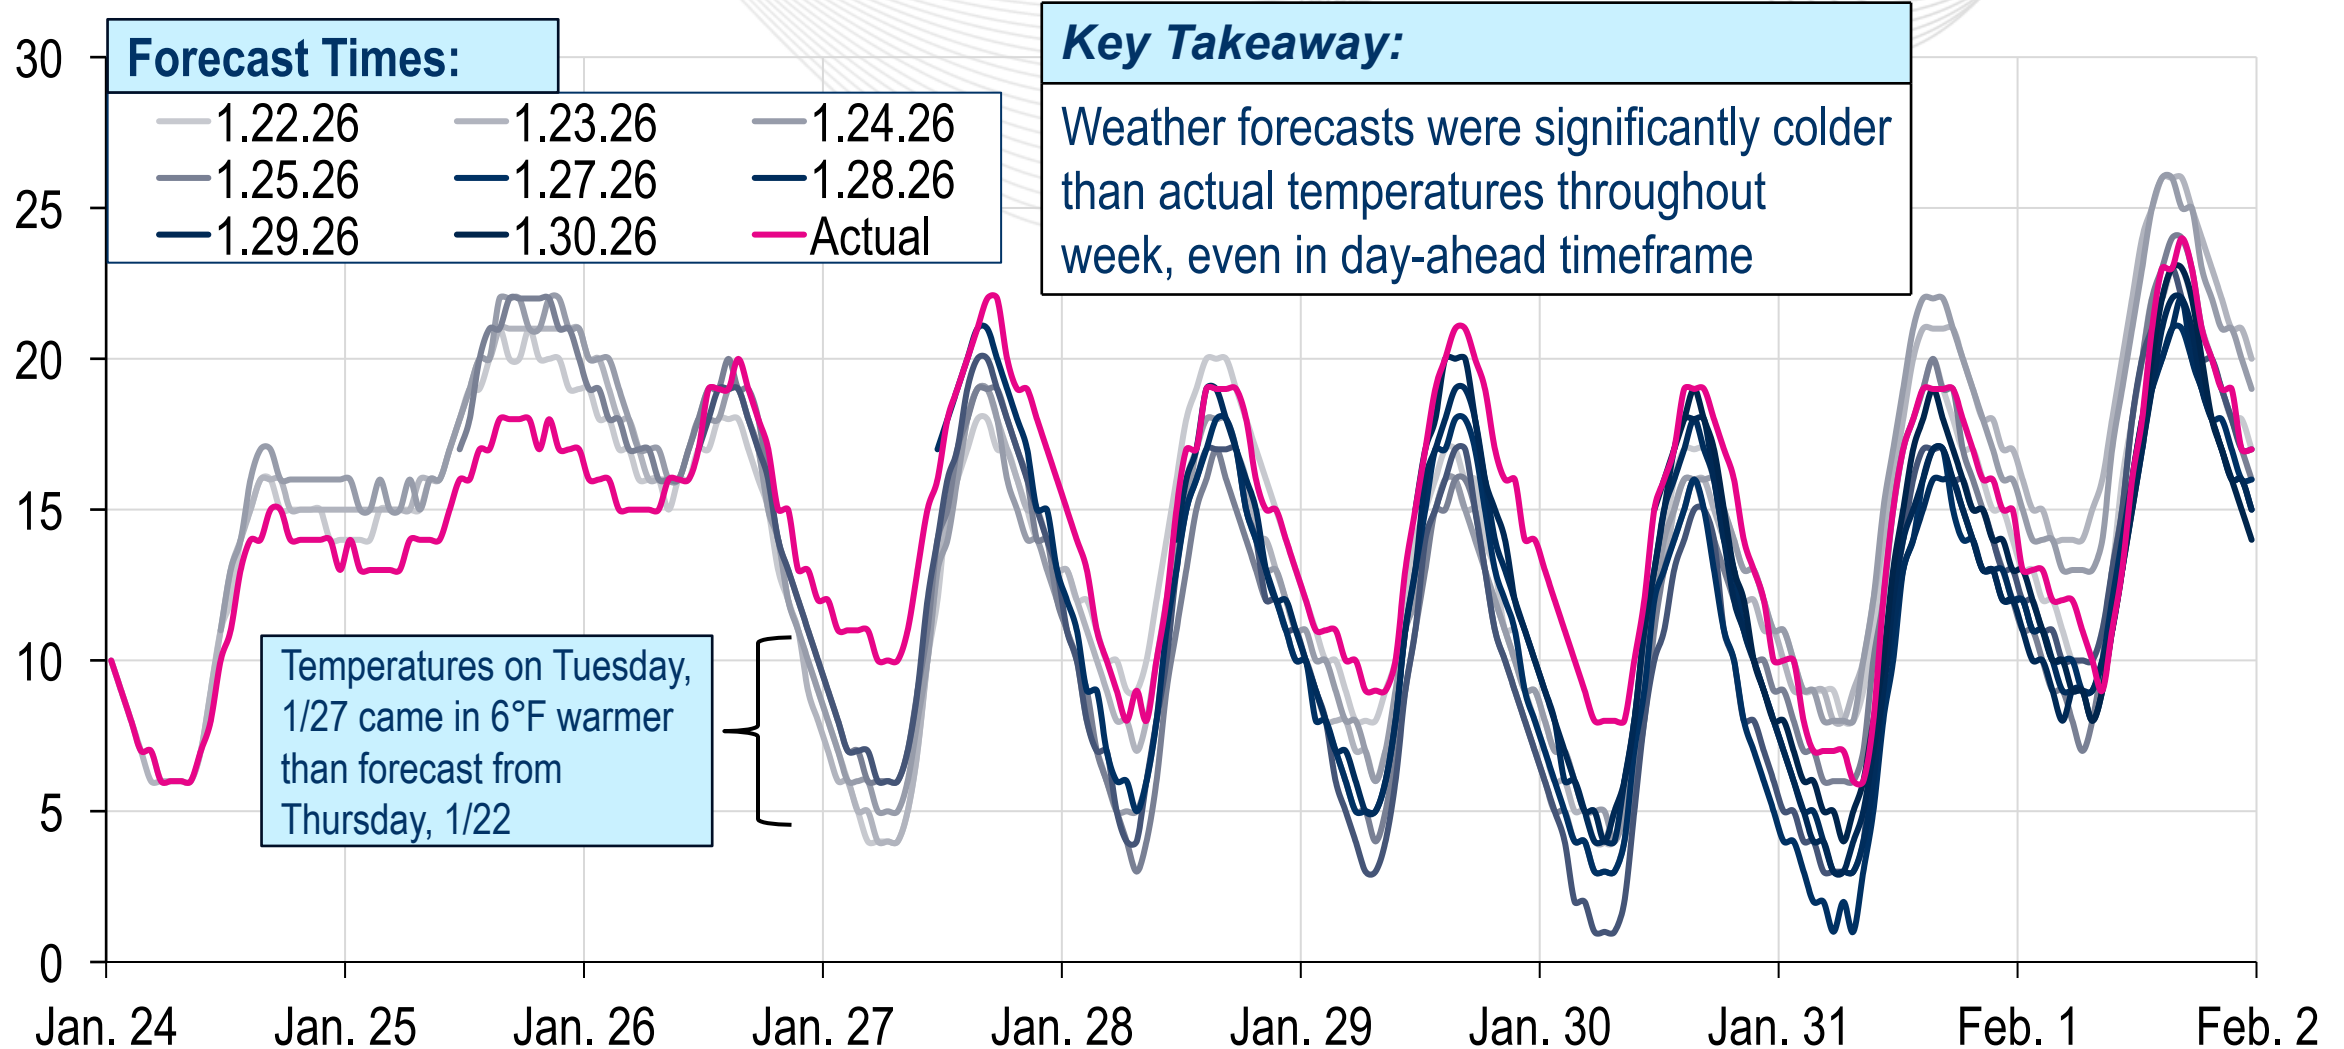 Forecast Times:
1.22.26 1.23.26 1.24.26
1.25.26 1.27.26 1.28.26
1.29.26 1.30.26 Actual
Key Takeaway:
Weather forecasts were significantly colder
than actual temperatures throughout
week, even in day-ahead timeframe
30
25
20
15
10
5
0
Temperatures on Tuesday,
1/27 came in 6°F warmer
than forecast from
Thursday, 1/22
Jan. 24 Jan. 25 Jan. 26 Jan. 27 Jan. 28 Jan. 29 Jan. 30 Jan. 31 Feb. 1 Feb. 2